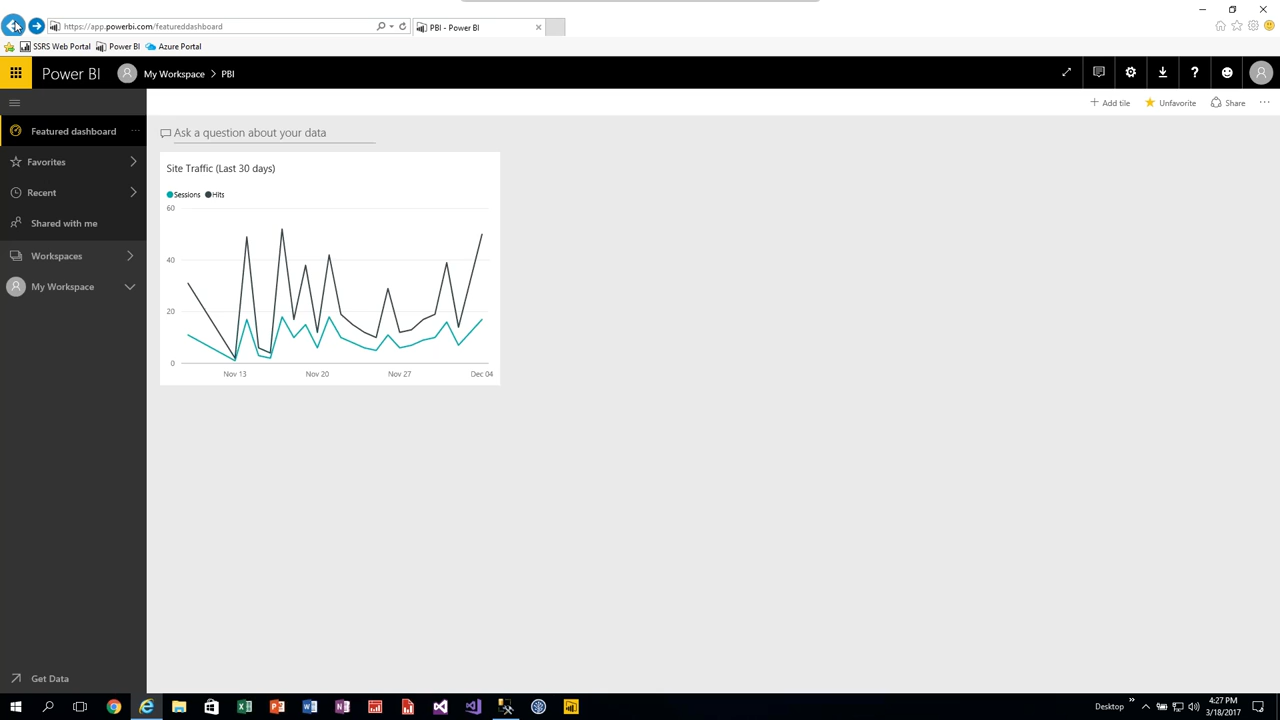 https://app.powerbi.com/featureddashboard
PBI - Power BI
SSRS Web Portal Power BI Azure Portal
Power BI My Workspace > PBI
Add tile Unfavorite Share
Featured dashboard
Favorites
Recent
Shared with me
Workspaces
My Workspace
Get Data
Ask a question about your data
Site Traffic (Last 30 days)
Sessions Hits
60
40
20
0
Nov 13 Nov 20 Nov 27 Dec 04
Desktop
4:27 PM
3/18/2017